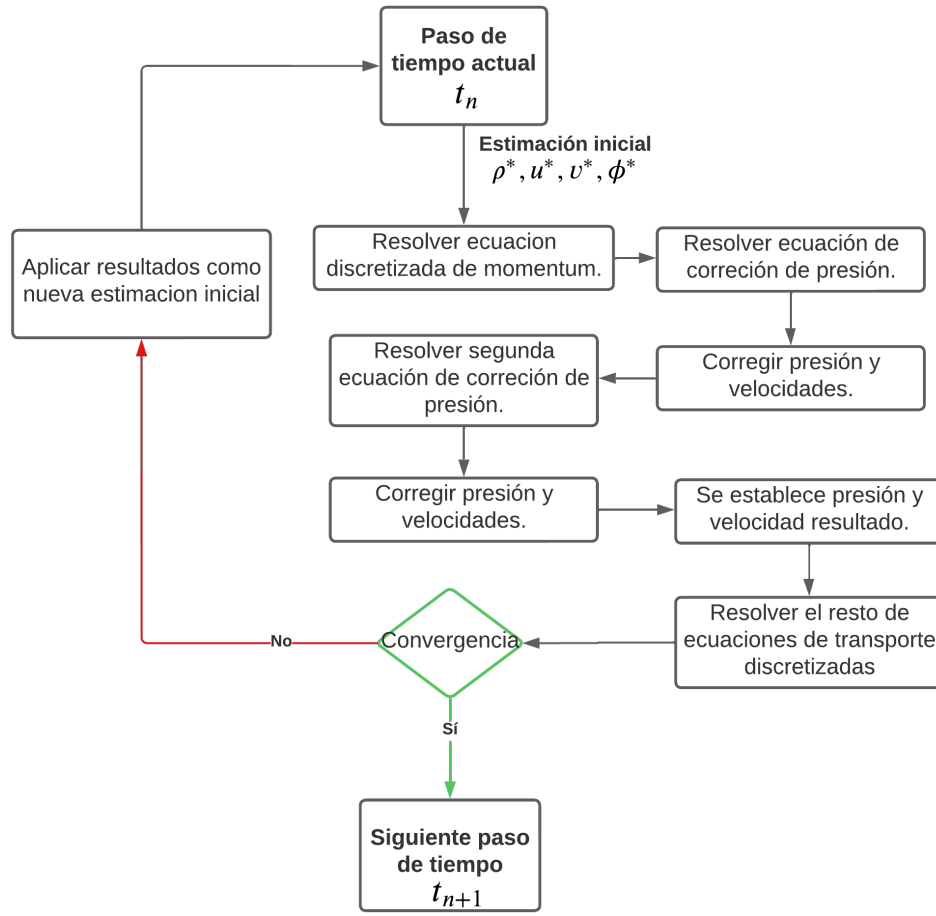 Paso de
tiempo actual
tₙ
Estimación inicial
ρ*, u*, v*, ϕ*
Resolver ecuacion
discretizada de momentum.
Resolver ecuación de
correción de presión.
Aplicar resultados como
nueva estimacion inicial
Corregir presión y
velocidades.
Resolver segunda
ecuación de correción de
presión.
Corregir presión y
velocidades.
Se establece presión y
velocidad resultado.
Resolver el resto de
ecuaciones de transporte
discretizadas
Convergencia
No
Sí
Siguiente paso
de tiempo
tₙ₊₁